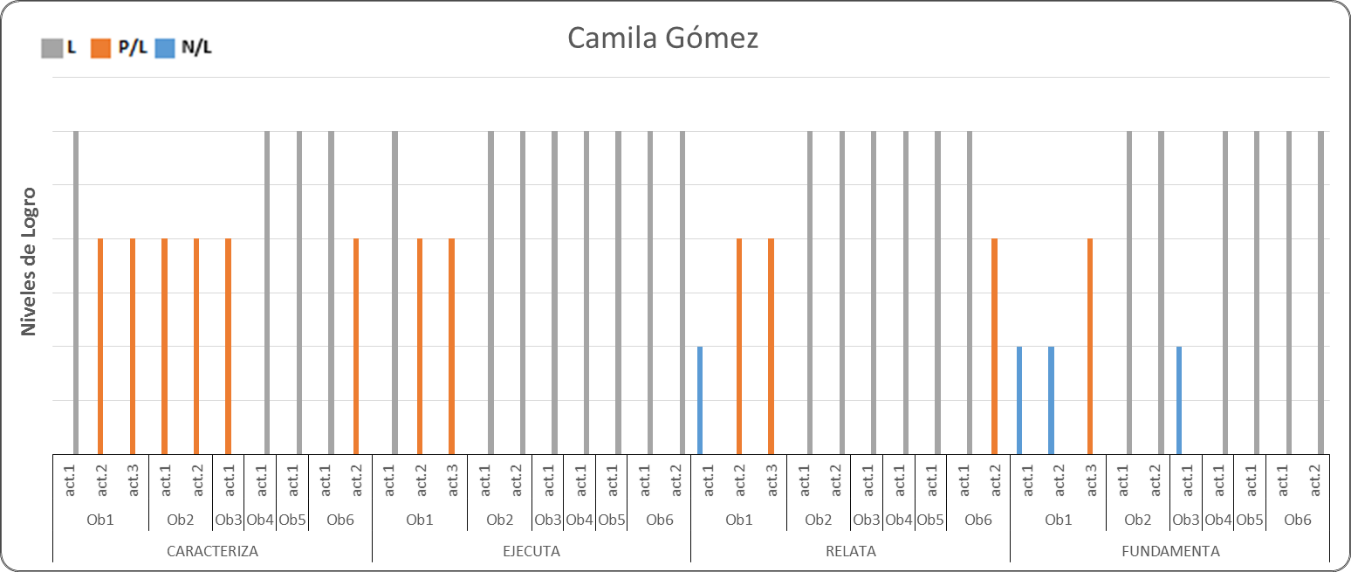 Camila Gómez
L P/L N/L
Niveles de Logro
act.1 act.2 act.3 act.1 act.2 act.1 act.1 act.1 act.1 act.2 act.1 act.2 act.3 act.1 act.2 act.1 act.1 act.1 act.1 act.2 act.1 act.2 act.3 act.1 act.2 act.1 act.1 act.1 act.1 act.2 act.1 act.2 act.3 act.1 act.2 act.1 act.1 act.1 act.1 act.2
Ob1 Ob2 Ob3 Ob4 Ob5 Ob6 Ob1 Ob2 Ob3 Ob4 Ob5 Ob6 Ob1 Ob2 Ob3 Ob4 Ob5 Ob6 Ob1 Ob2 Ob3 Ob4 Ob5 Ob6
CARACTERIZA EJECUTA RELATA FUNDAMENTA